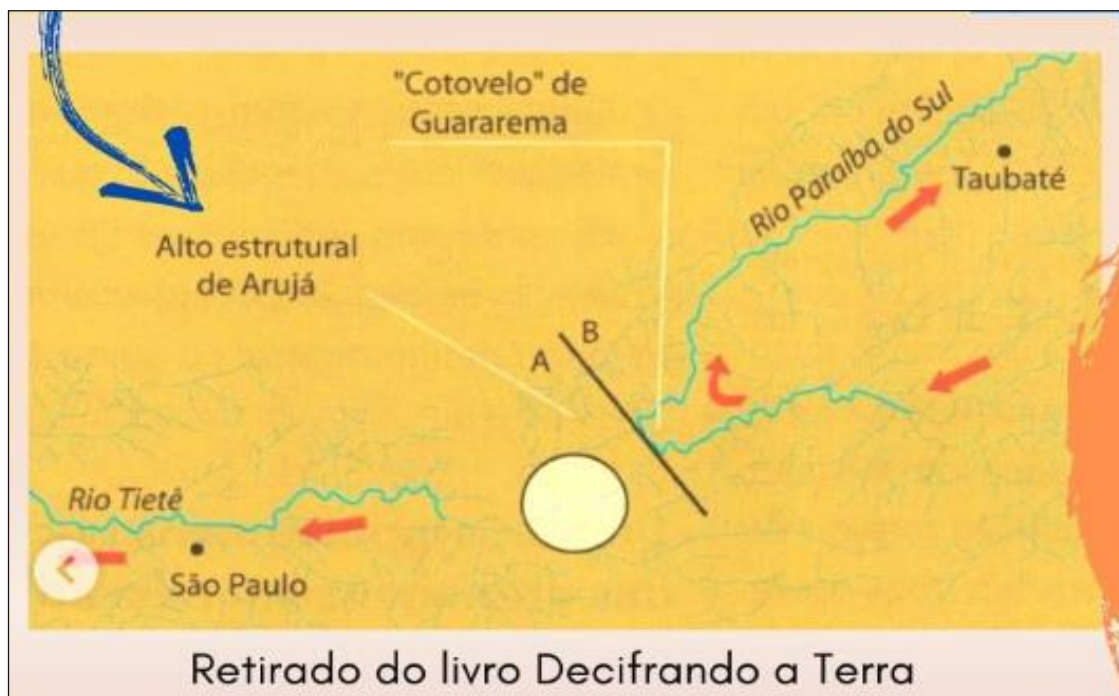 "Cotovelo" de
Guararema
Rio Paraíba do Sul
Taubaté
Alto estrutural
de Arujá
B
A
Rio Tietê
São Paulo
Retirado do livro Decifrando a Terra